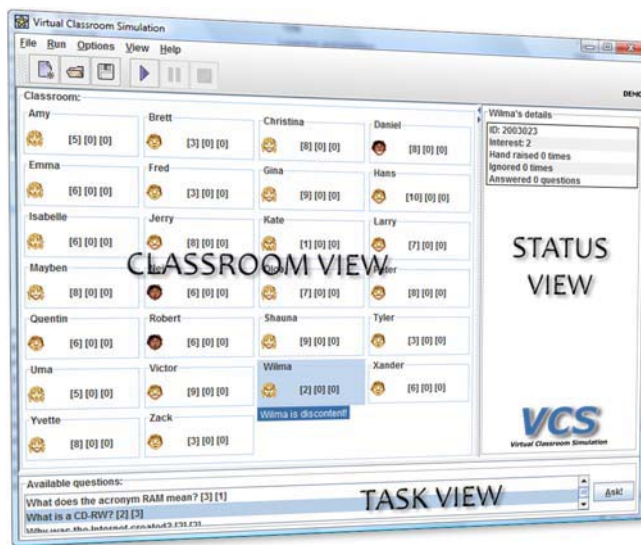 Virtual Classroom Simulation
File Run Options View Help
DEMO
Classroom:
Amy
[5] [0] [0]
Brett
[3] [0] [0]
Christina
[8] [0] [0]
Daniel
[8] [0] [0]
Emma
[6] [0] [0]
Fred
[3] [0] [0]
Gina
[9] [0] [0]
Hans
[10] [0] [0]
Isabelle
[6] [0] [0]
Jerry
[8] [0] [0]
Kate
[1] [0] [0]
Larry
[7] [0] [0]
CLASSROOM VIEW
Mayben
[8] [0] [0]
[6] [0] [0]
[7] [0] [0]
[8] [0] [0]
Quentin
[6] [0] [0]
Robert
[6] [0] [0]
Shauna
[9] [0] [0]
Tyler
[3] [0] [0]
Uma
[5] [0] [0]
Victor
[9] [0] [0]
Wilma
[2] [0] [0]
Wilma is discontent!
Xander
[6] [0] [0]
Yvette
[8] [0] [0]
Zack
[3] [0] [0]
Wilma's details
ID: 2003023
Interest: 2
Hand raised 0 times
Ignored 0 times
Answered 0 questions
STATUS
VIEW
VCS
Virtual Classroom Simulation
Available questions:
What does the acronym RAM mean? [3] [1]
What is a CD-RW? [2] [3]
Why was the Internet created? [2] [2]
TASK VIEW
Ask!